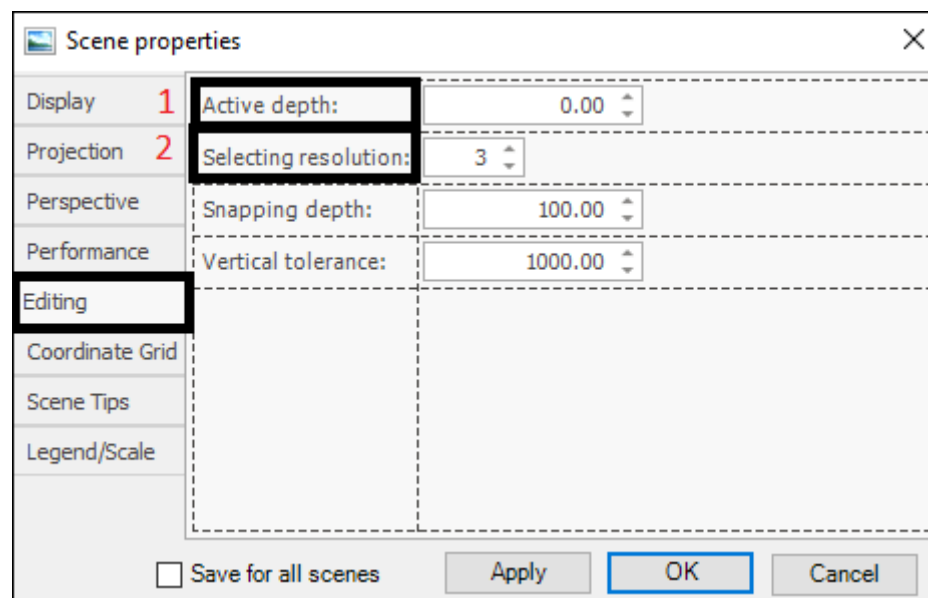 Scene properties
Display 1
Projection 2
Perspective
Performance
Editing
Coordinate Grid
Scene Tips
Legend/Scale
Active depth: 0.00
Selecting resolution: 3
Snapping depth: 100.00
Vertical tolerance: 1000.00
Save for all scenes
Apply
OK
Cancel